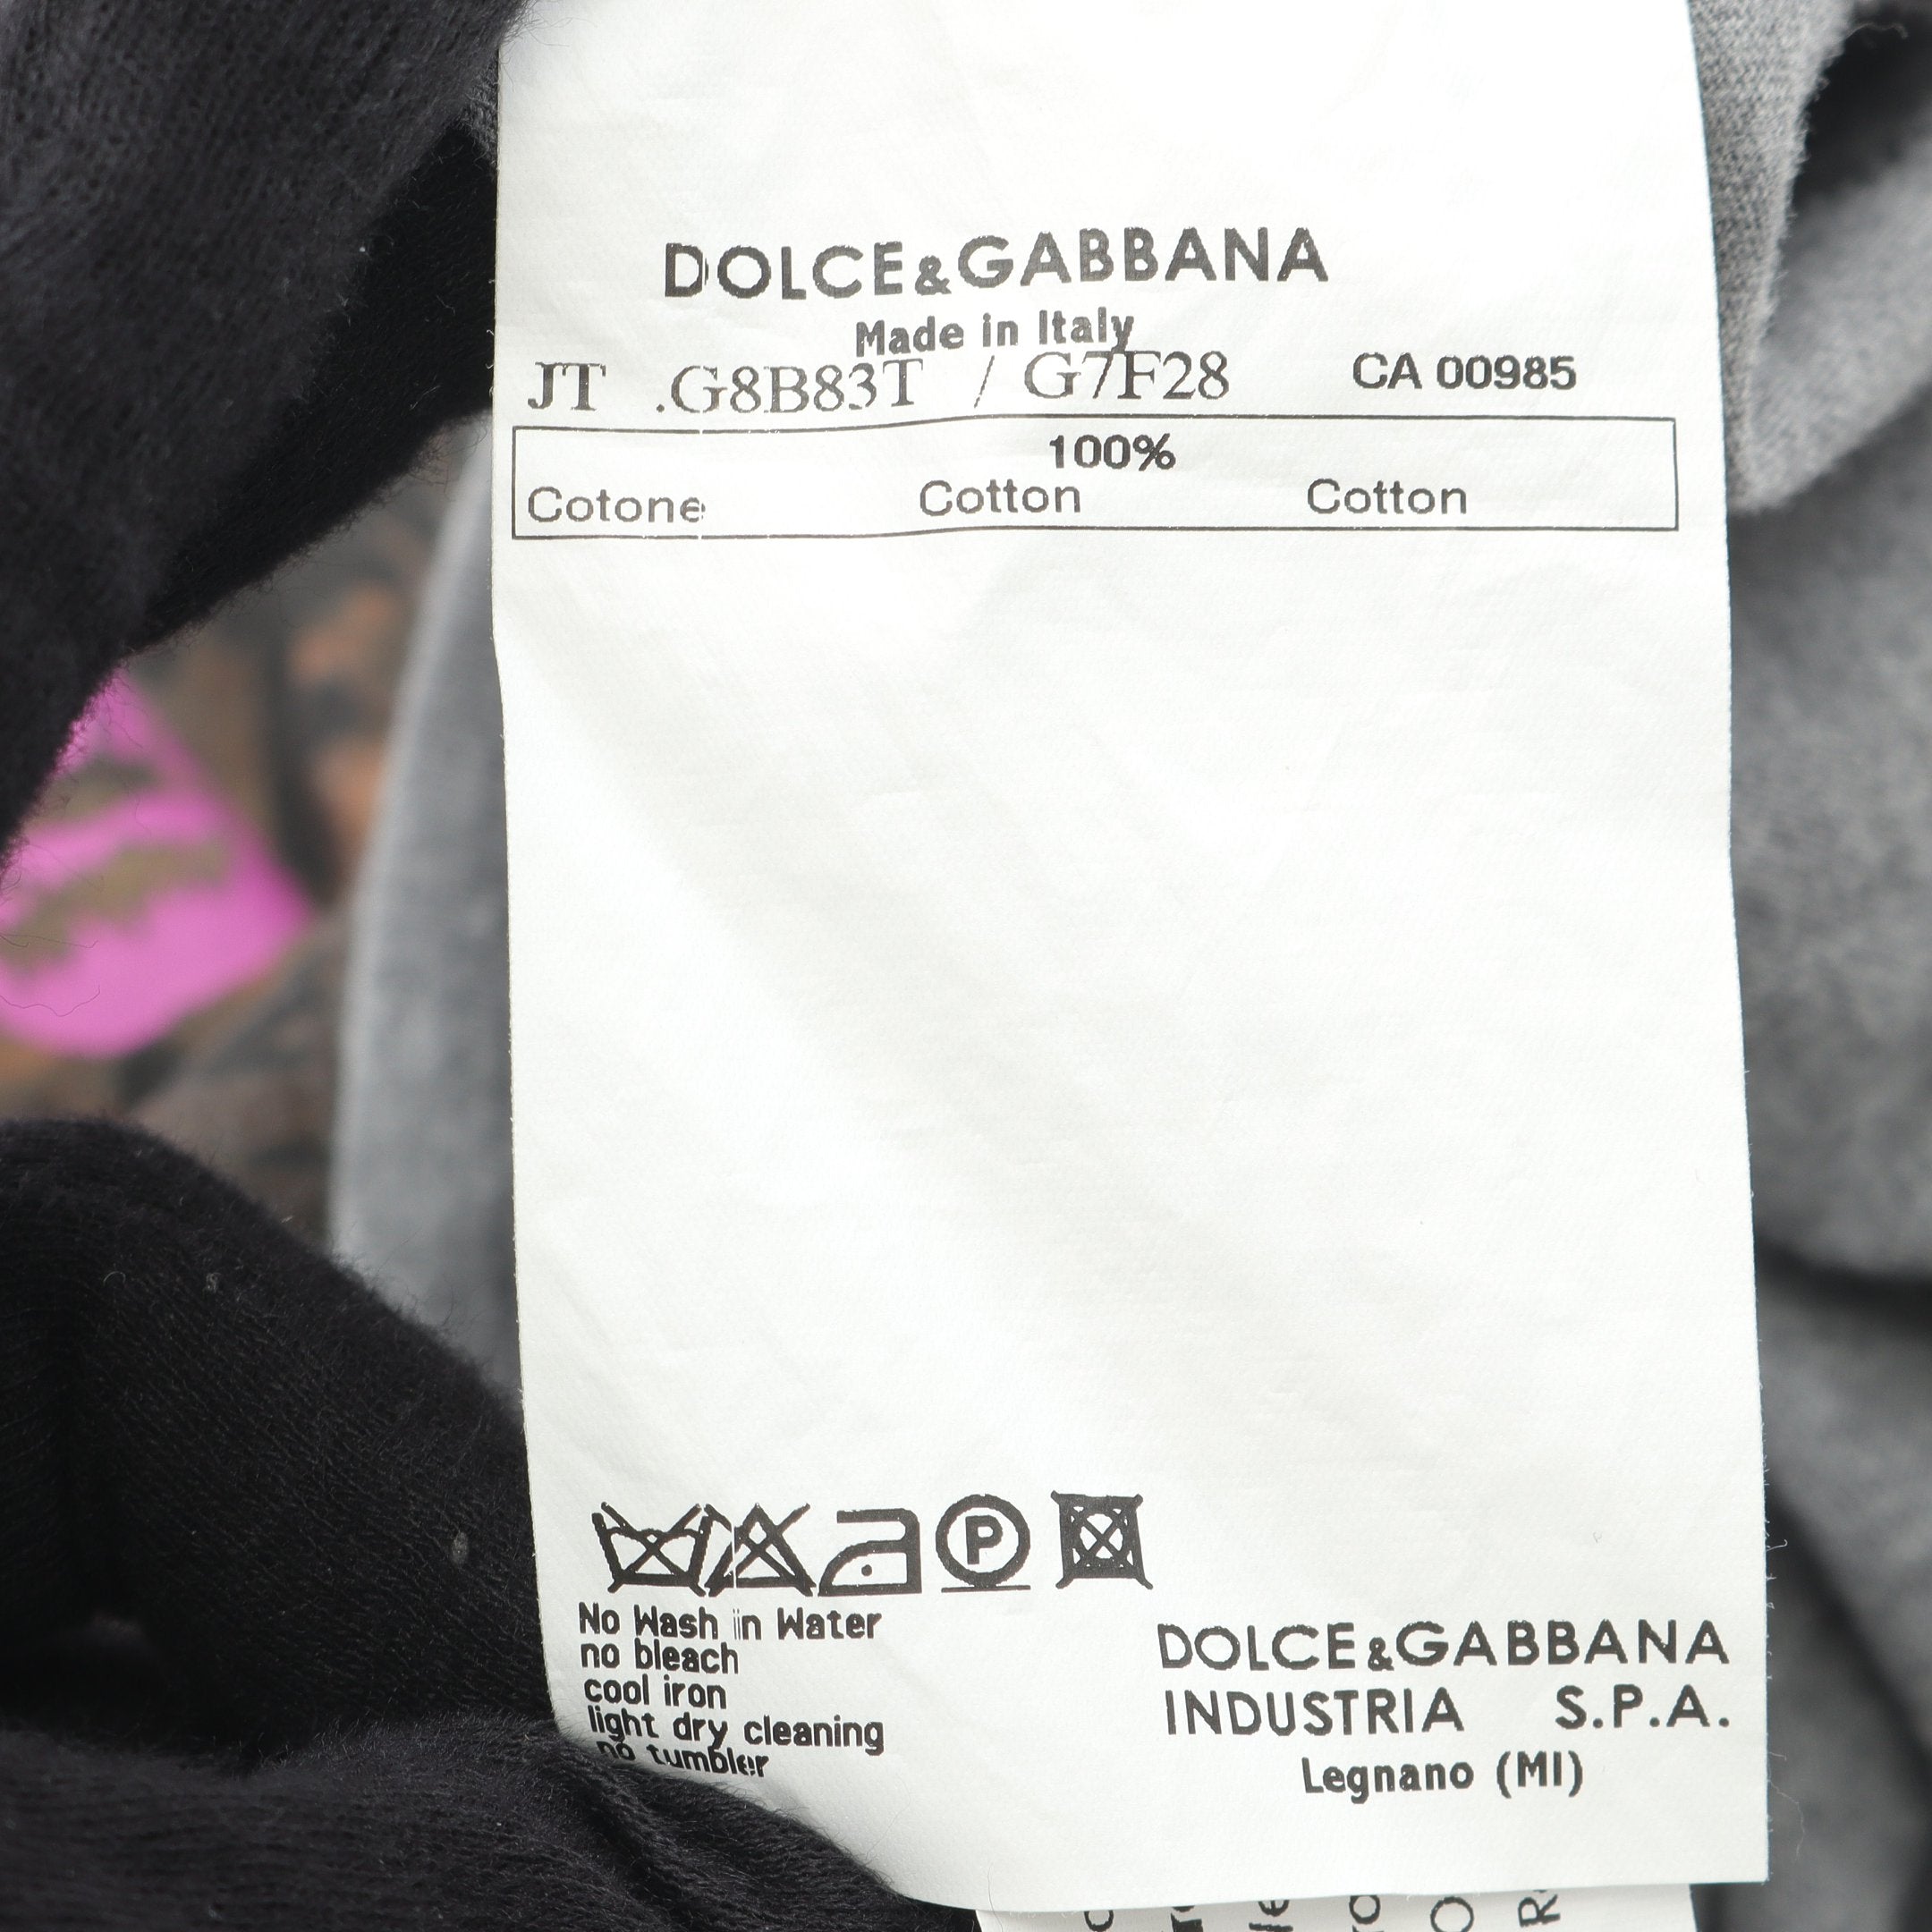 DOLCE&GABBANA
Made in Italy
JT .G8B83T / G7F28 CA 00985
100%
Cotone Cotton Cotton
P
No Wash in Water
no bleach
cool iron
light dry cleaning
no tumbler
DOLCE&GABBANA
INDUSTRIA S.P.A.
Legnano (MI)